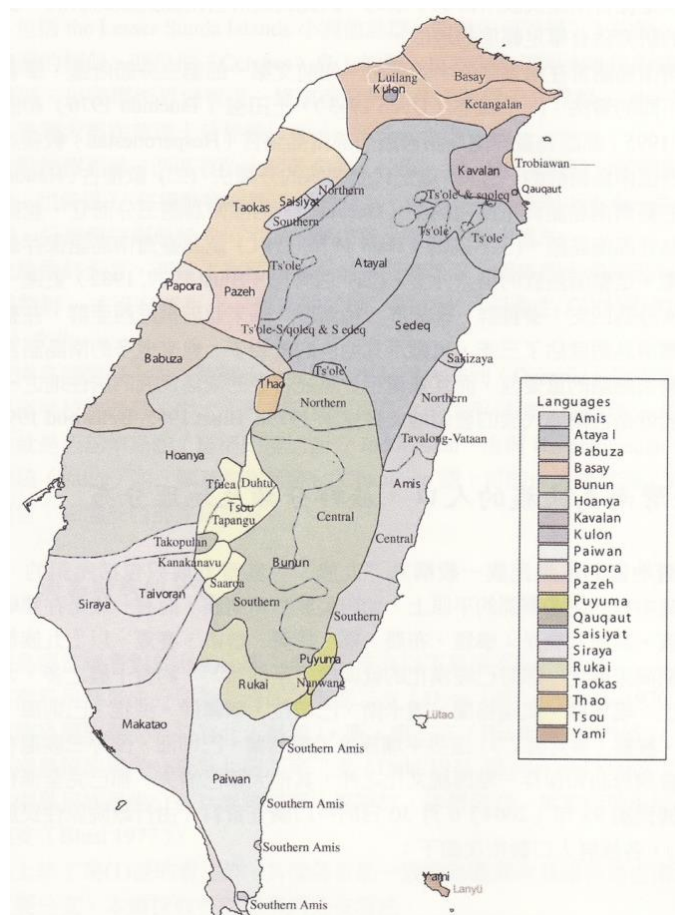 Luilang
Basay
Kulon
Ketangalan
Kavalan
Trobiawan
Qauqaut
Northern
Saisiyat
Taokas
Southern
Ts'ole' & sqoleq
Ts'ole'
Ts'ole'
Ts'ole'
Atayal
Papora
Pazeh
Ts'ole-S/qoleq & S edeq
Sedeq
Babuza
Ts'ole'
Sakizaya
Thao
Northern
Northern
Tavalong-Vataan
Hoanya
Duhtu
Amis
Tsou
Tapangu
Central
Central
Takopulan
Kanakanavu
Bunun
Taivoran
Saaroa
Siraya
Southern
Southern
Puyuma
Rukai
Nanwang
Makatao
Lütao
Southern Amis
Paiwan
Southern Amis
Southern Amis
Yami
Lanyü
Southern Amis
Languages
Amis
Atayal
Babuza
Basay
Bunun
Hoanya
Kavalan
Kulon
Paiwan
Papora
Pazeh
Puyuma
Qauqaut
Saisiyat
Siraya
Rukai
Taokas
Thao
Tsou
Yami